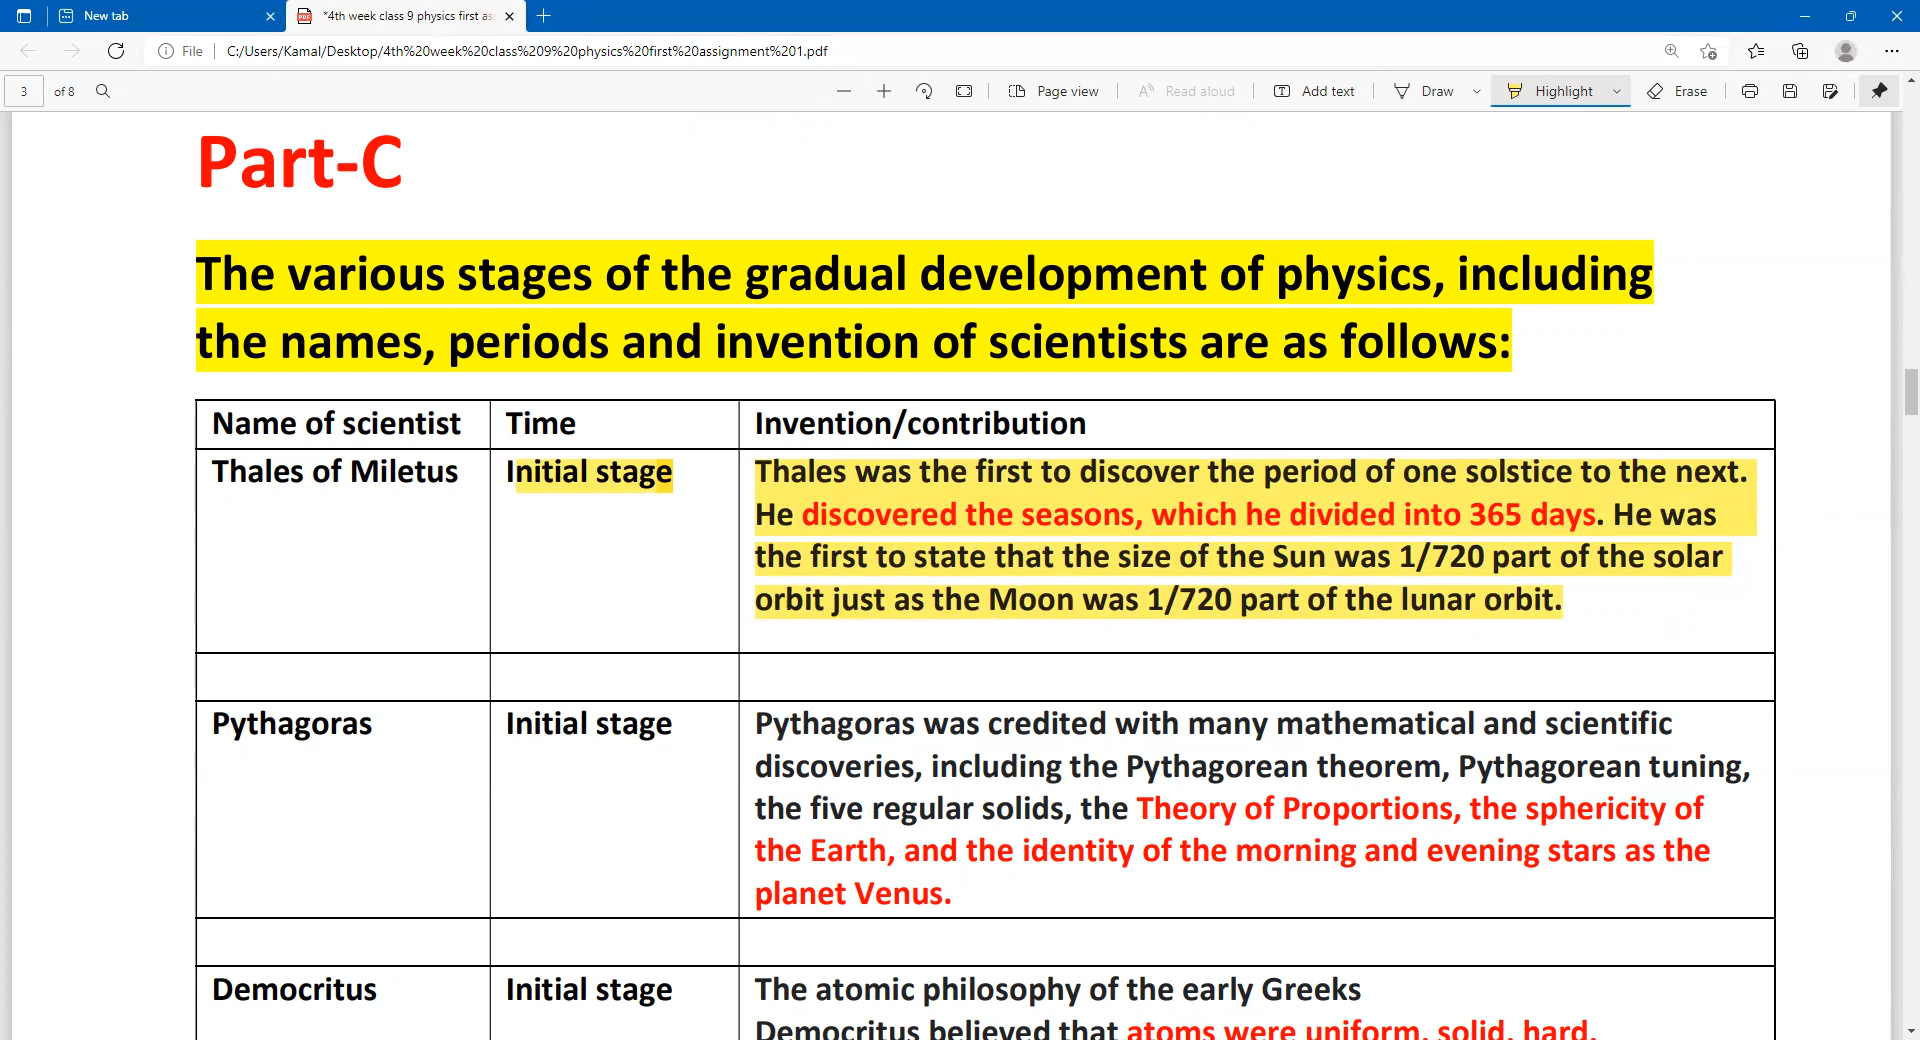 New tab
*4th week class 9 physics first as
File
C:/Users/Kamal/Desktop/4th%20week%20class%209%20physics%20first%20assignment%201.pdf
3 of 8
Page view
Read aloud
Add text
Draw
Highlight
Erase
Part-C
The various stages of the gradual development of physics, including
the names, periods and invention of scientists are as follows:
Name of scientist Time Invention/contribution
Thales of Miletus Initial stage Thales was the first to discover the period of one solstice to the next.
He discovered the seasons, which he divided into 365 days. He was
the first to state that the size of the Sun was 1/720 part of the solar
orbit just as the Moon was 1/720 part of the lunar orbit.
Pythagoras Initial stage Pythagoras was credited with many mathematical and scientific
discoveries, including the Pythagorean theorem, Pythagorean tuning,
the five regular solids, the Theory of Proportions, the sphericity of
the Earth, and the identity of the morning and evening stars as the
planet Venus.
Democritus Initial stage The atomic philosophy of the early Greeks
Democritus believed that atoms were uniform, solid, hard,